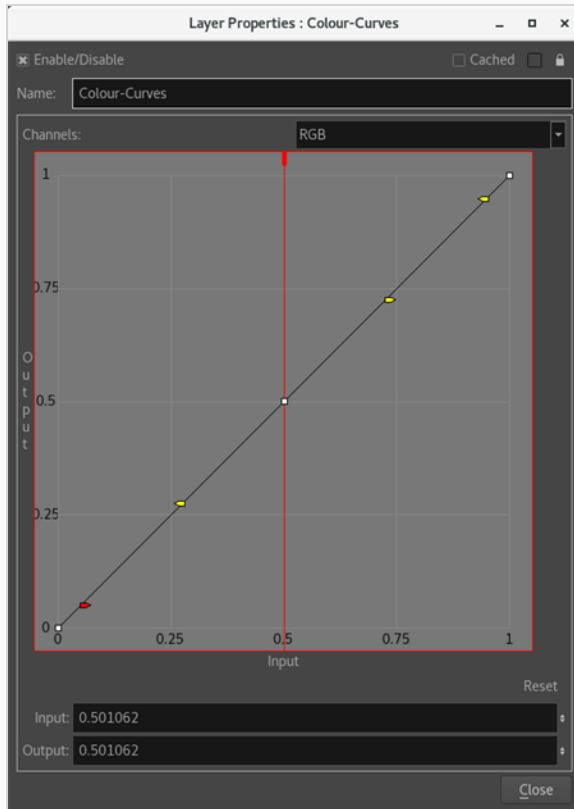 Layer Properties : Colour-Curves
Enable/Disable
Cached
Name: Colour-Curves
Channels: RGB
1
0.75
0.5
0.25
0
Output
0 0.25 0.5 0.75 1
Input
Reset
Input: 0.501062
Output: 0.501062
Close